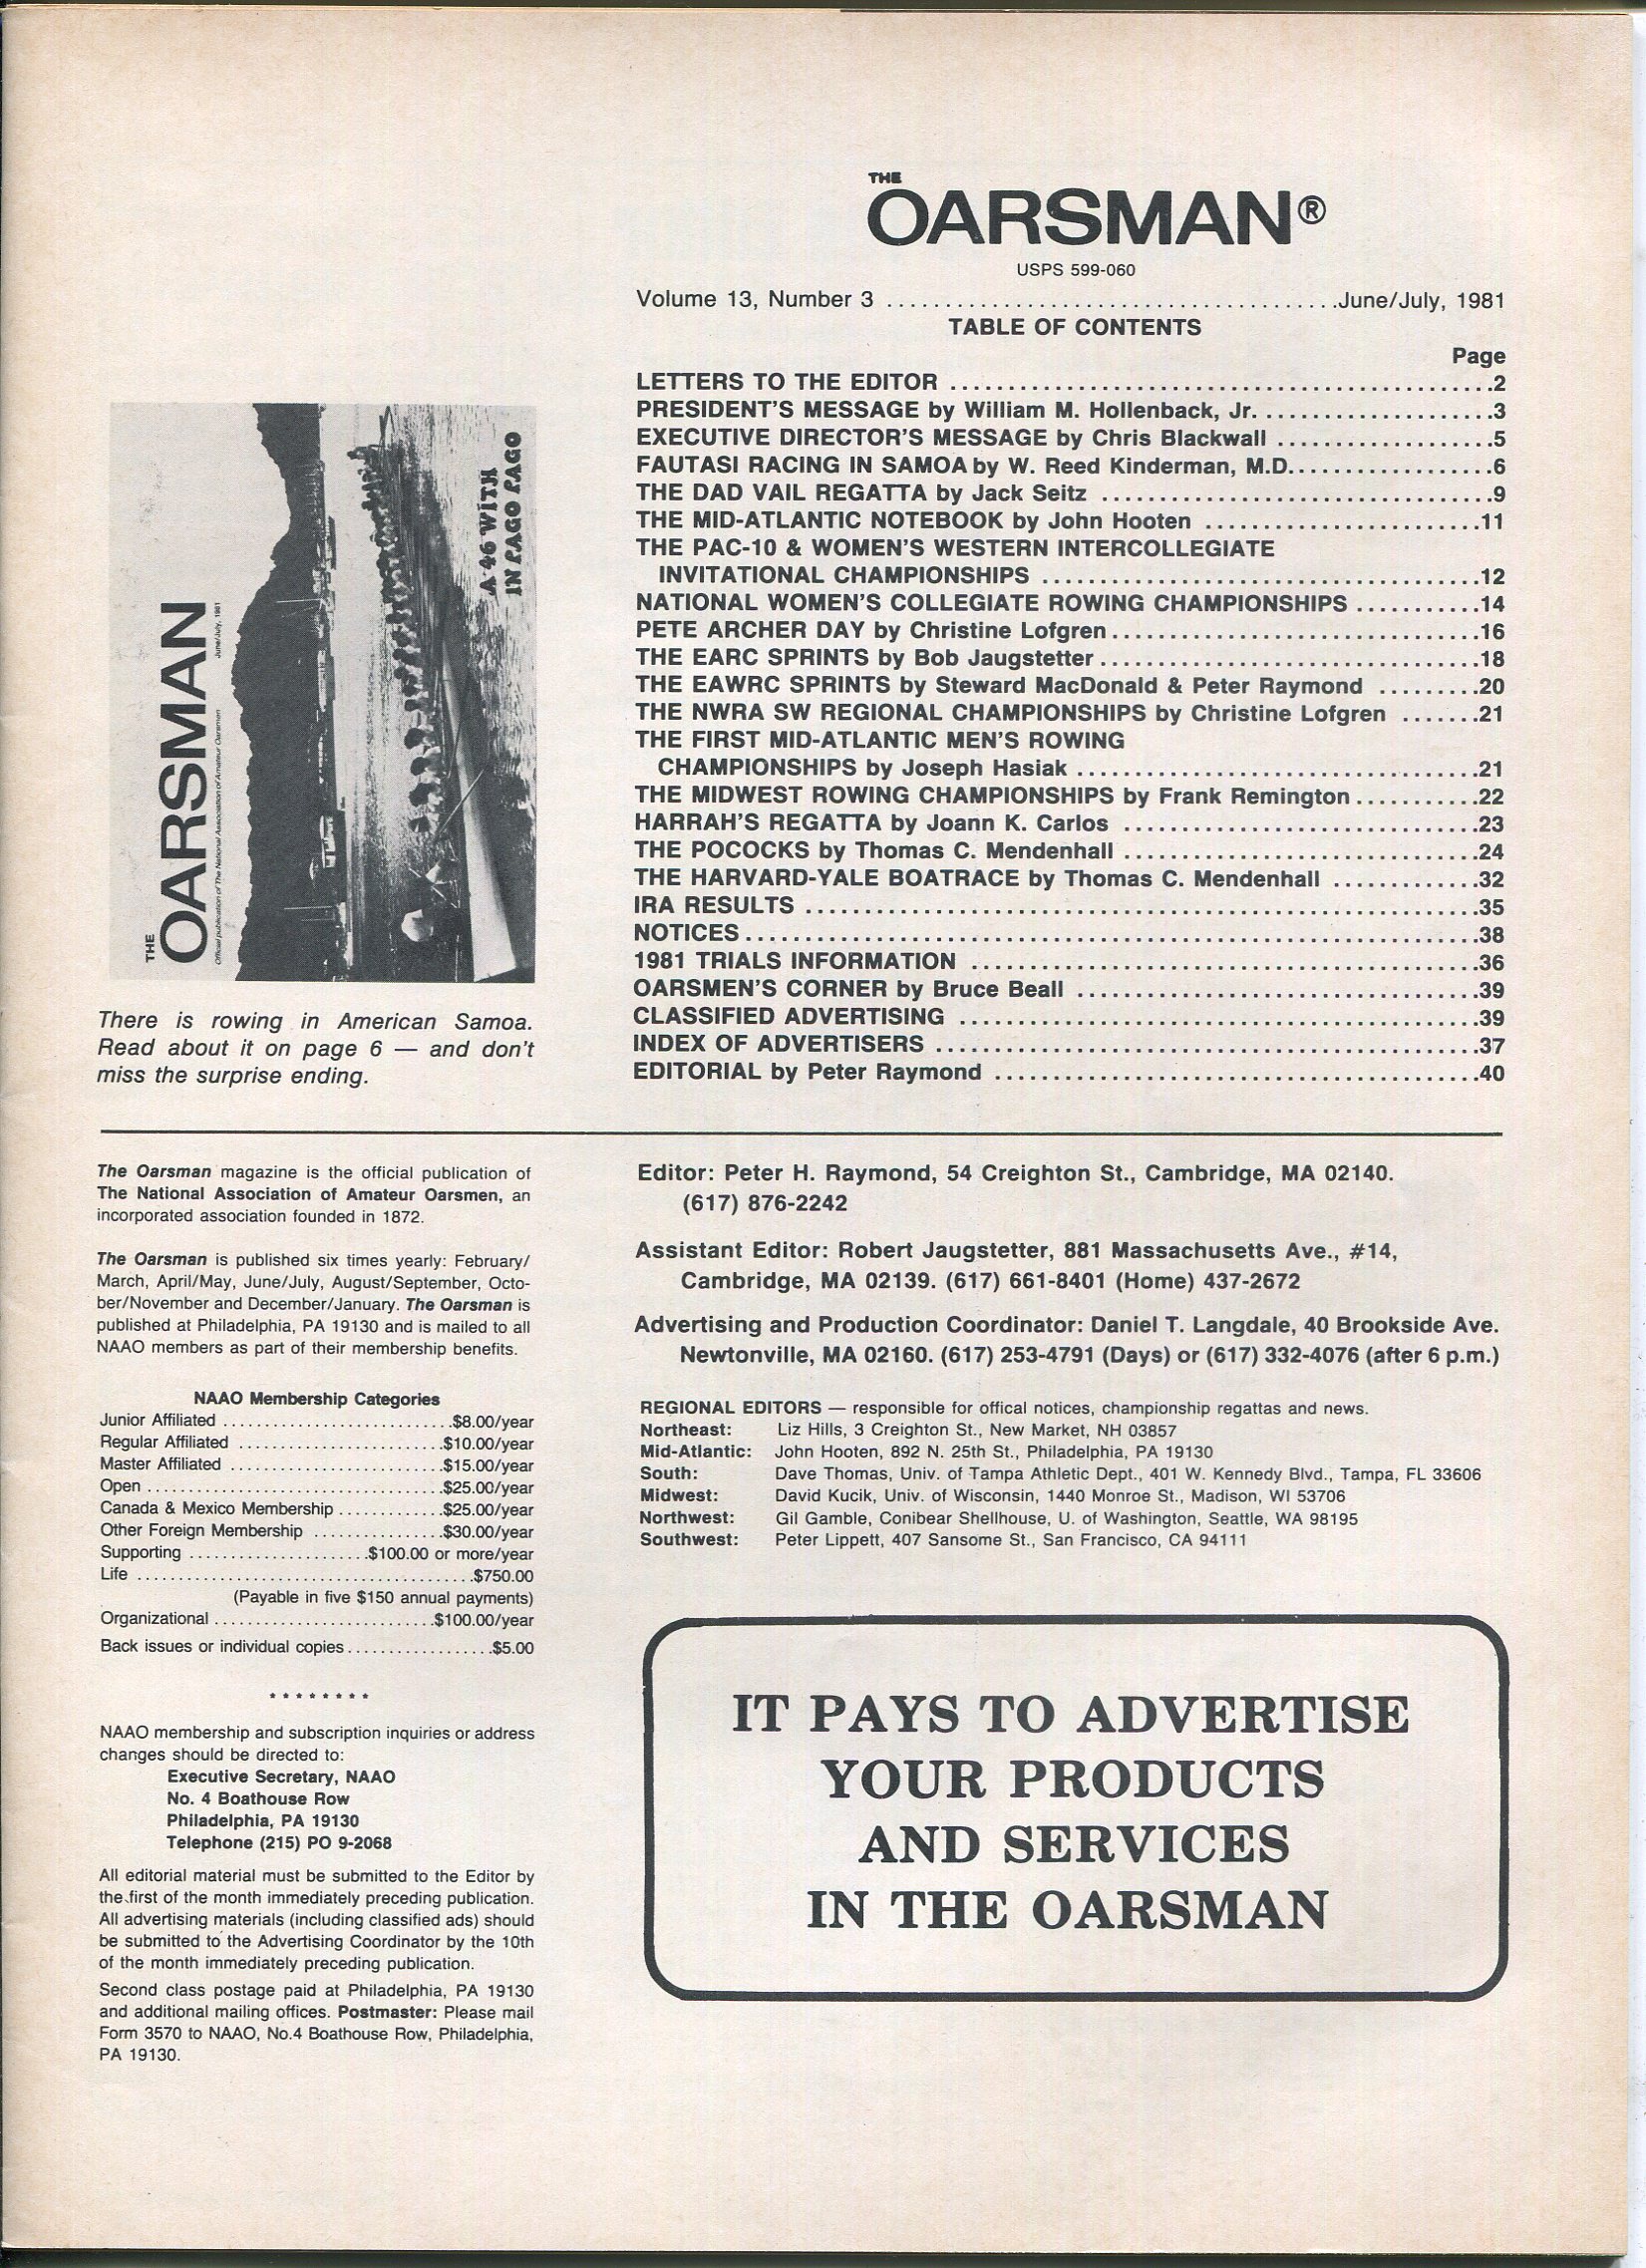 THE
OARSMAN®
USPS 599-060
Volume 13, Number 3 .......................................June/July, 1981
TABLE OF CONTENTS
Page
LETTERS TO THE EDITOR ...............................................2
PRESIDENT'S MESSAGE by William M. Hollenback, Jr. ....................3
EXECUTIVE DIRECTOR'S MESSAGE by Chris Blackwall ...................5
FAUTASI RACING IN SAMOA by W. Reed Kinderman, M.D..................6
THE DAD VAIL REGATTA by Jack Seitz ..................................9
THE MID-ATLANTIC NOTEBOOK by John Hooten ........................11
THE PAC-10 & WOMEN'S WESTERN INTERCOLLEGIATE
INVITATIONAL CHAMPIONSHIPS ......................................12
NATIONAL WOMEN'S COLLEGIATE ROWING CHAMPIONSHIPS ...........14
PETE ARCHER DAY by Christine Lofgren................................16
THE EARC SPRINTS by Bob Jaugstetter.................................18
THE EAWRC SPRINTS by Steward MacDonald & Peter Raymond .........20
THE NWRA SW REGIONAL CHAMPIONSHIPS by Christine Lofgren .......21
THE FIRST MID-ATLANTIC MEN'S ROWING
CHAMPIONSHIPS by Joseph Hasiak ...................................21
THE MIDWEST ROWING CHAMPIONSHIPS by Frank Remington...........22
HARRAH'S REGATTA by Joann K. Carlos ...............................23
THE POCOCKS by Thomas C. Mendenhall ...............................24
THE HARVARD-YALE BOATRACE by Thomas C. Mendenhall .............32
IRA RESULTS ..........................................................35
NOTICES...............................................................38
1981 TRIALS INFORMATION ............................................36
OARSMEN'S CORNER by Bruce Beall ...................................39
CLASSIFIED ADVERTISING .............................................39
INDEX OF ADVERTISERS ...............................................37
EDITORIAL by Peter Raymond ..........................................40
THE
OARSMAN
Official publication of The National Association of Amateur Oarsmen June/July, 1981
A 46 WITH
IN PAGO PAGO
There is rowing in American Samoa.
Read about it on page 6 — and don't
miss the surprise ending.
The Oarsman magazine is the official publication of
The National Association of Amateur Oarsmen, an
incorporated association founded in 1872.
The Oarsman is published six times yearly: February/
March, April/May, June/July, August/September, Octo-
ber/November and December/January. The Oarsman is
published at Philadelphia, PA 19130 and is mailed to all
NAAO members as part of their membership benefits.
NAAO Membership Categories
Junior Affiliated ............................$8.00/year
Regular Affiliated .........................$10.00/year
Master Affiliated ..........................$15.00/year
Open ....................................$25.00/year
Canada & Mexico Membership .............$25.00/year
Other Foreign Membership ................$30.00/year
Supporting ......................$100.00 or more/year
Life .........................................$750.00
(Payable in five $150 annual payments)
Organizational ...........................$100.00/year
Back issues or individual copies..................$5.00
* * * * * * * *
NAAO membership and subscription inquiries or address
changes should be directed to:
Executive Secretary, NAAO
No. 4 Boathouse Row
Philadelphia, PA 19130
Telephone (215) PO 9-2068
All editorial material must be submitted to the Editor by
the first of the month immediately preceding publication.
All advertising materials (including classified ads) should
be submitted to the Advertising Coordinator by the 10th
of the month immediately preceding publication.
Second class postage paid at Philadelphia, PA 19130
and additional mailing offices. Postmaster: Please mail
Form 3570 to NAAO, No.4 Boathouse Row, Philadelphia,
PA 19130.
Editor: Peter H. Raymond, 54 Creighton St., Cambridge, MA 02140.
(617) 876-2242
Assistant Editor: Robert Jaugstetter, 881 Massachusetts Ave., #14,
Cambridge, MA 02139. (617) 661-8401 (Home) 437-2672
Advertising and Production Coordinator: Daniel T. Langdale, 40 Brookside Ave.
Newtonville, MA 02160. (617) 253-4791 (Days) or (617) 332-4076 (after 6 p.m.)
REGIONAL EDITORS — responsible for offical notices, championship regattas and news.
Northeast: Liz Hills, 3 Creighton St., New Market, NH 03857
Mid-Atlantic: John Hooten, 892 N. 25th St., Philadelphia, PA 19130
South: Dave Thomas, Univ. of Tampa Athletic Dept., 401 W. Kennedy Blvd., Tampa, FL 33606
Midwest: David Kucik, Univ. of Wisconsin, 1440 Monroe St., Madison, WI 53706
Northwest: Gil Gamble, Conibear Shellhouse, U. of Washington, Seattle, WA 98195
Southwest: Peter Lippett, 407 Sansome St., San Francisco, CA 94111
IT PAYS TO ADVERTISE
YOUR PRODUCTS
AND SERVICES
IN THE OARSMAN